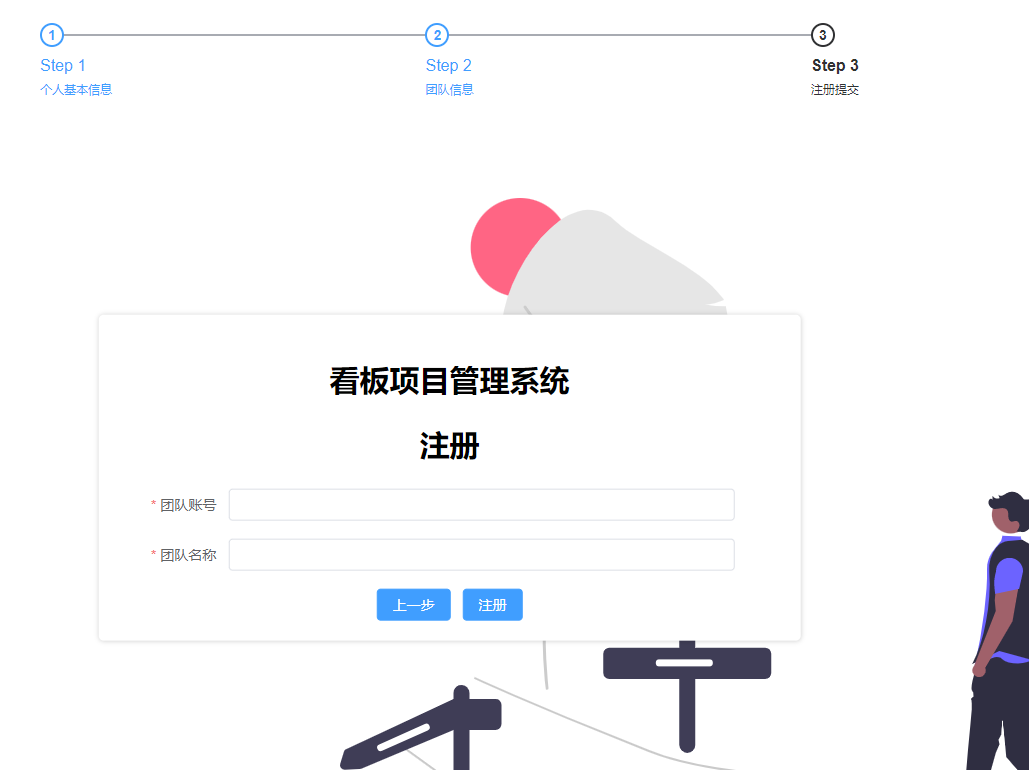 1
2
3
Step 1
Step 2
Step 3
个人基本信息
团队信息
注册提交
看板项目管理系统
注册
* 团队账号
* 团队名称
上一步
注册